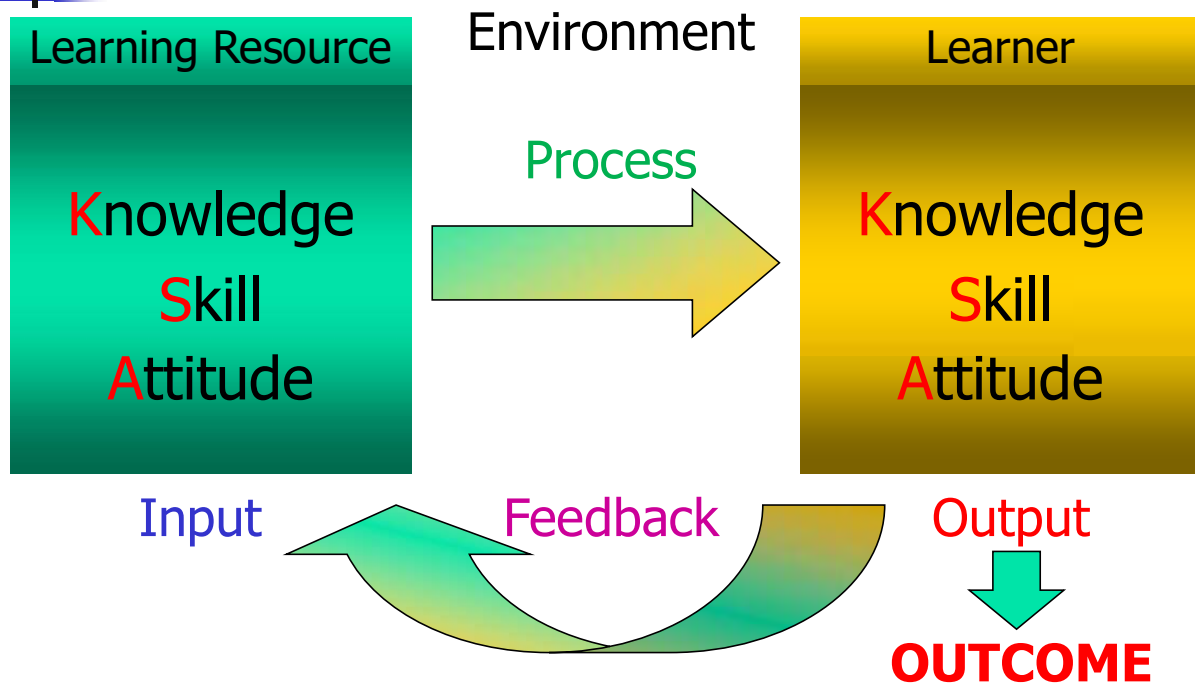 Learning Resource
Environment
Learner
Process
Knowledge
Skill
Attitude
Knowledge
Skill
Attitude
Input
Feedback
Output
OUTCOME